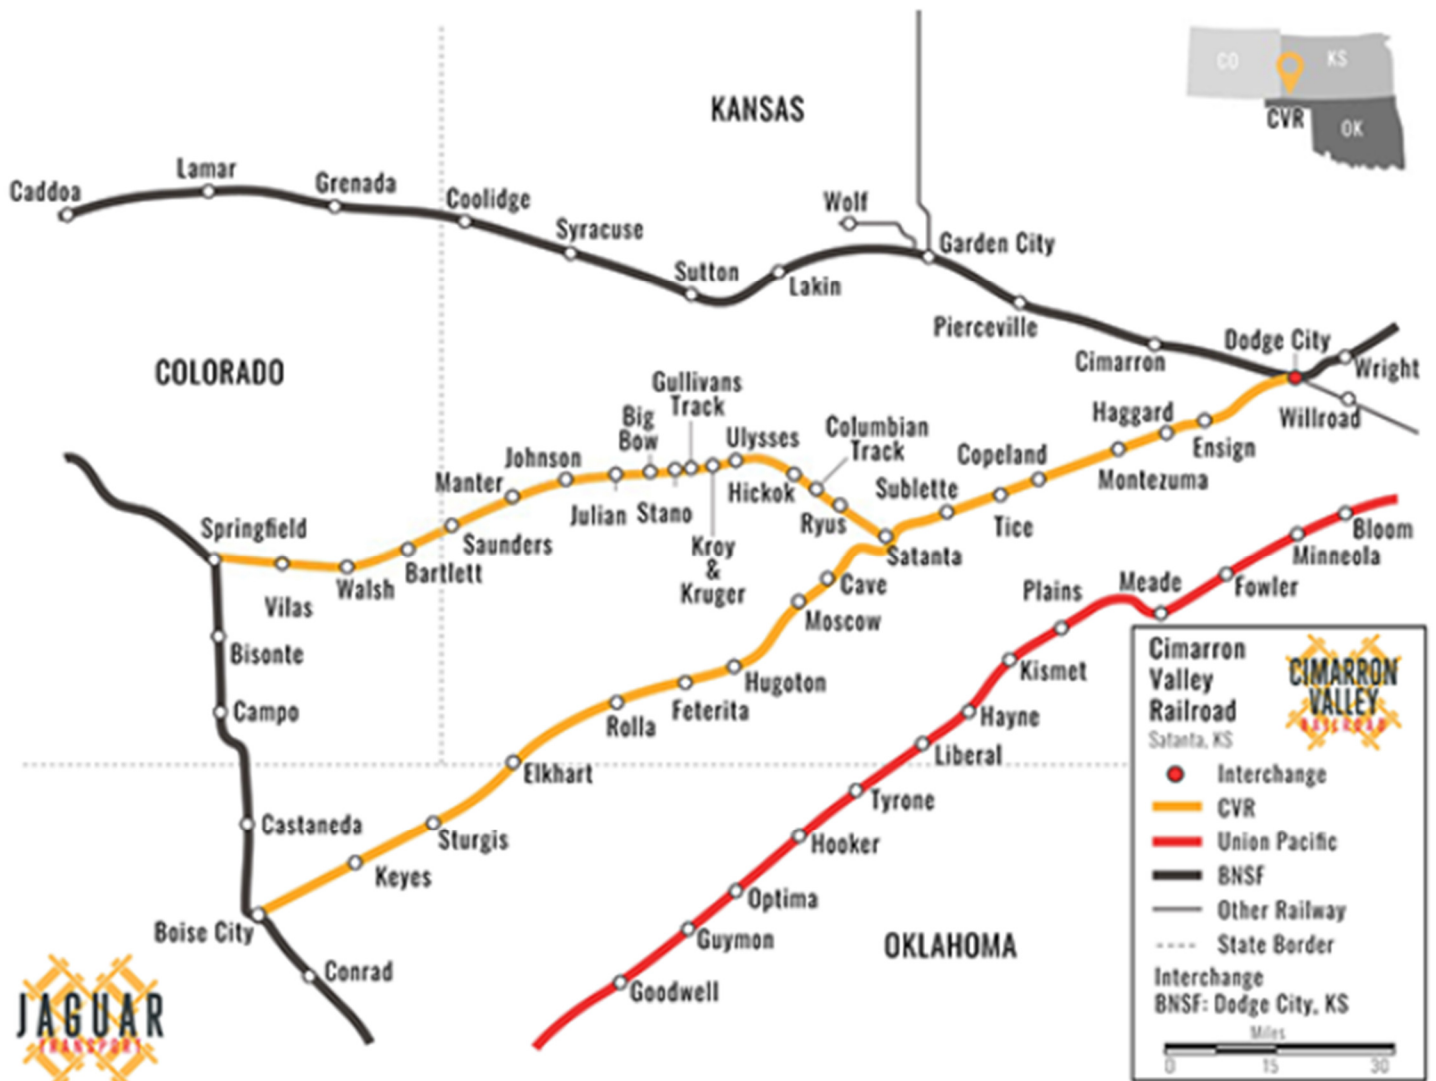 KANSAS
CO
KS
CVR
OK
Caddoa
Lamar
Grenada
Coolidge
Syracuse
Sutton
Lakin
Wolf
Garden City
Pierceville
Cimarron
Dodge City
Wright
Willroad
COLORADO
Gullivans
Track
Big
Bow
Ulysses
Columbian
Track
Johnson
Manter
Julian
Stano
Hickok
Ryus
Kroy
&
Kruger
Saunders
Bartlett
Walsh
Vilas
Springfield
Satanta
Sublette
Tice
Copeland
Montezuma
Haggard
Ensign
Cave
Moscow
Hugoton
Feterita
Rolla
Elkhart
Sturgis
Keyes
Boise City
Bisonte
Campo
Castaneda
Conrad
Bloom
Minneola
Fowler
Meade
Plains
Kismet
Hayne
Liberal
Tyrone
Hooker
Optima
Guymon
Goodwell
OKLAHOMA
JAGUAR
TRANSPORT
Cimarron
Valley
Railroad
Satanta, KS
CIMARRON
VALLEY
RAILROAD
Interchange
CVR
Union Pacific
BNSF
Other Railway
State Border
Interchange
BNSF: Dodge City, KS
Miles
0 15 30